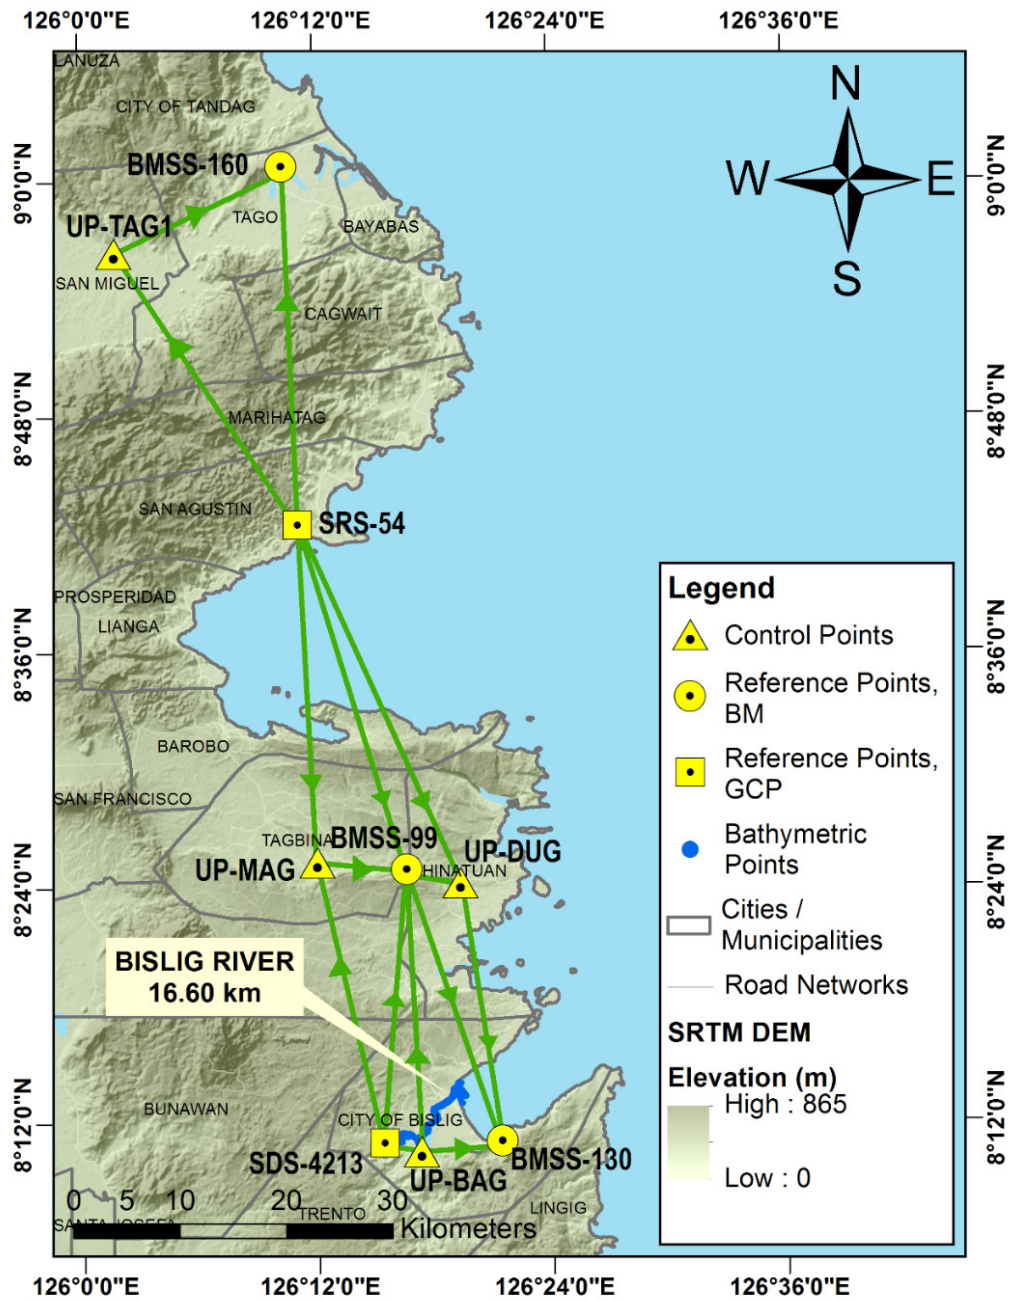 126°0'0"E 126°12'0"E 126°24'0"E 126°36'0"E
LANUZA
CITY OF TANDAG
N
W E
S
BMSS-160
9°0'0"N 9°0'0"N
TAGO
UP-TAG1
BAYABAS
SAN MIGUEL
CAGWAIT
MARIHATAG
8°48'0"N 8°48'0"N
SAN AGUSTIN
SRS-54
PROSPERIDAD
LIANGA
8°36'0"N 8°36'0"N
BAROBO
SAN FRANCISCO
TAGBINA
BMSS-99
UP-DUG
UP-MAG
HINATUAN
8°24'0"N 8°24'0"N
BISLIG RIVER
16.60 km
BUNAWAN
CITY OF BISLIG
8°12'0"N 8°12'0"N
SDS-4213
UP-BAG
BMSS-130
LINGIG
TRENTO
SANTA JOSEFA
0 5 10 20 30
Kilometers
Legend
Control Points
Reference Points,
BM
Reference Points,
GCP
Bathymetric
Points
Cities /
Municipalities
Road Networks
SRTM DEM
Elevation (m)
High : 865
Low : 0
126°0'0"E 126°12'0"E 126°24'0"E 126°36'0"E